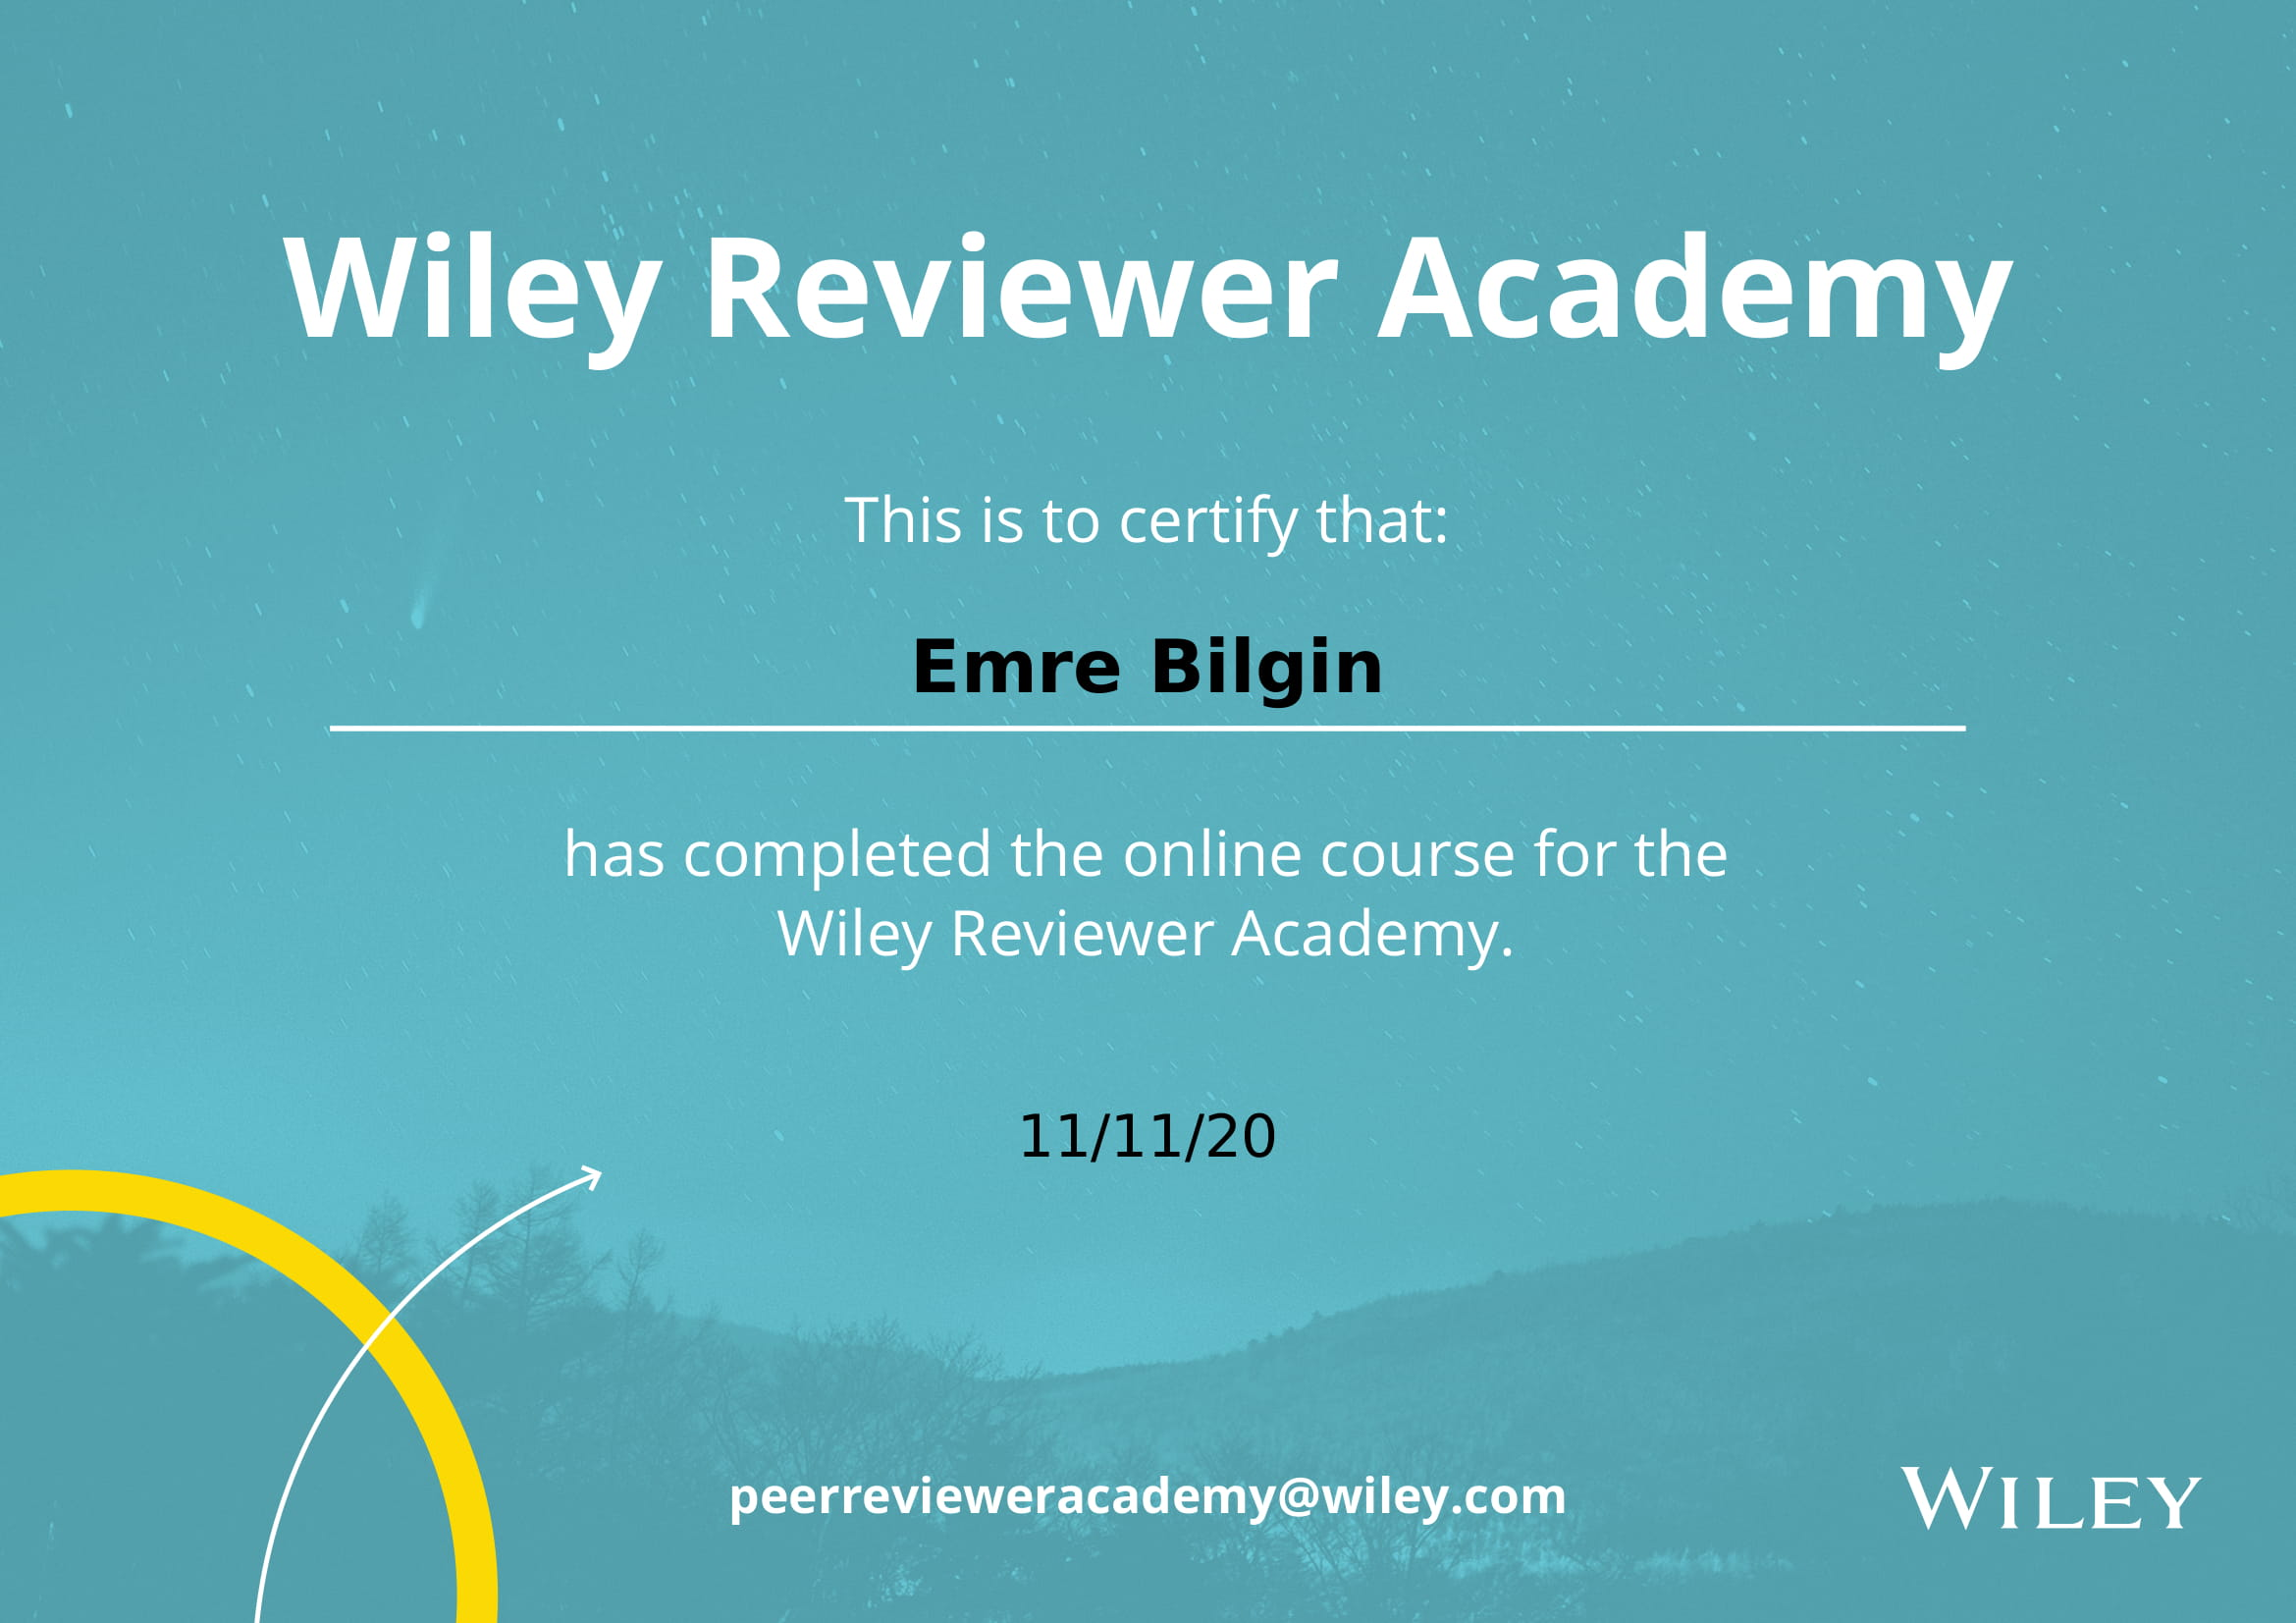 Wiley Reviewer Academy
This is to certify that:
Emre Bilgin
has completed the online course for the
Wiley Reviewer Academy.
11/11/20
peerrevieweracademy@wiley.com
WILEY